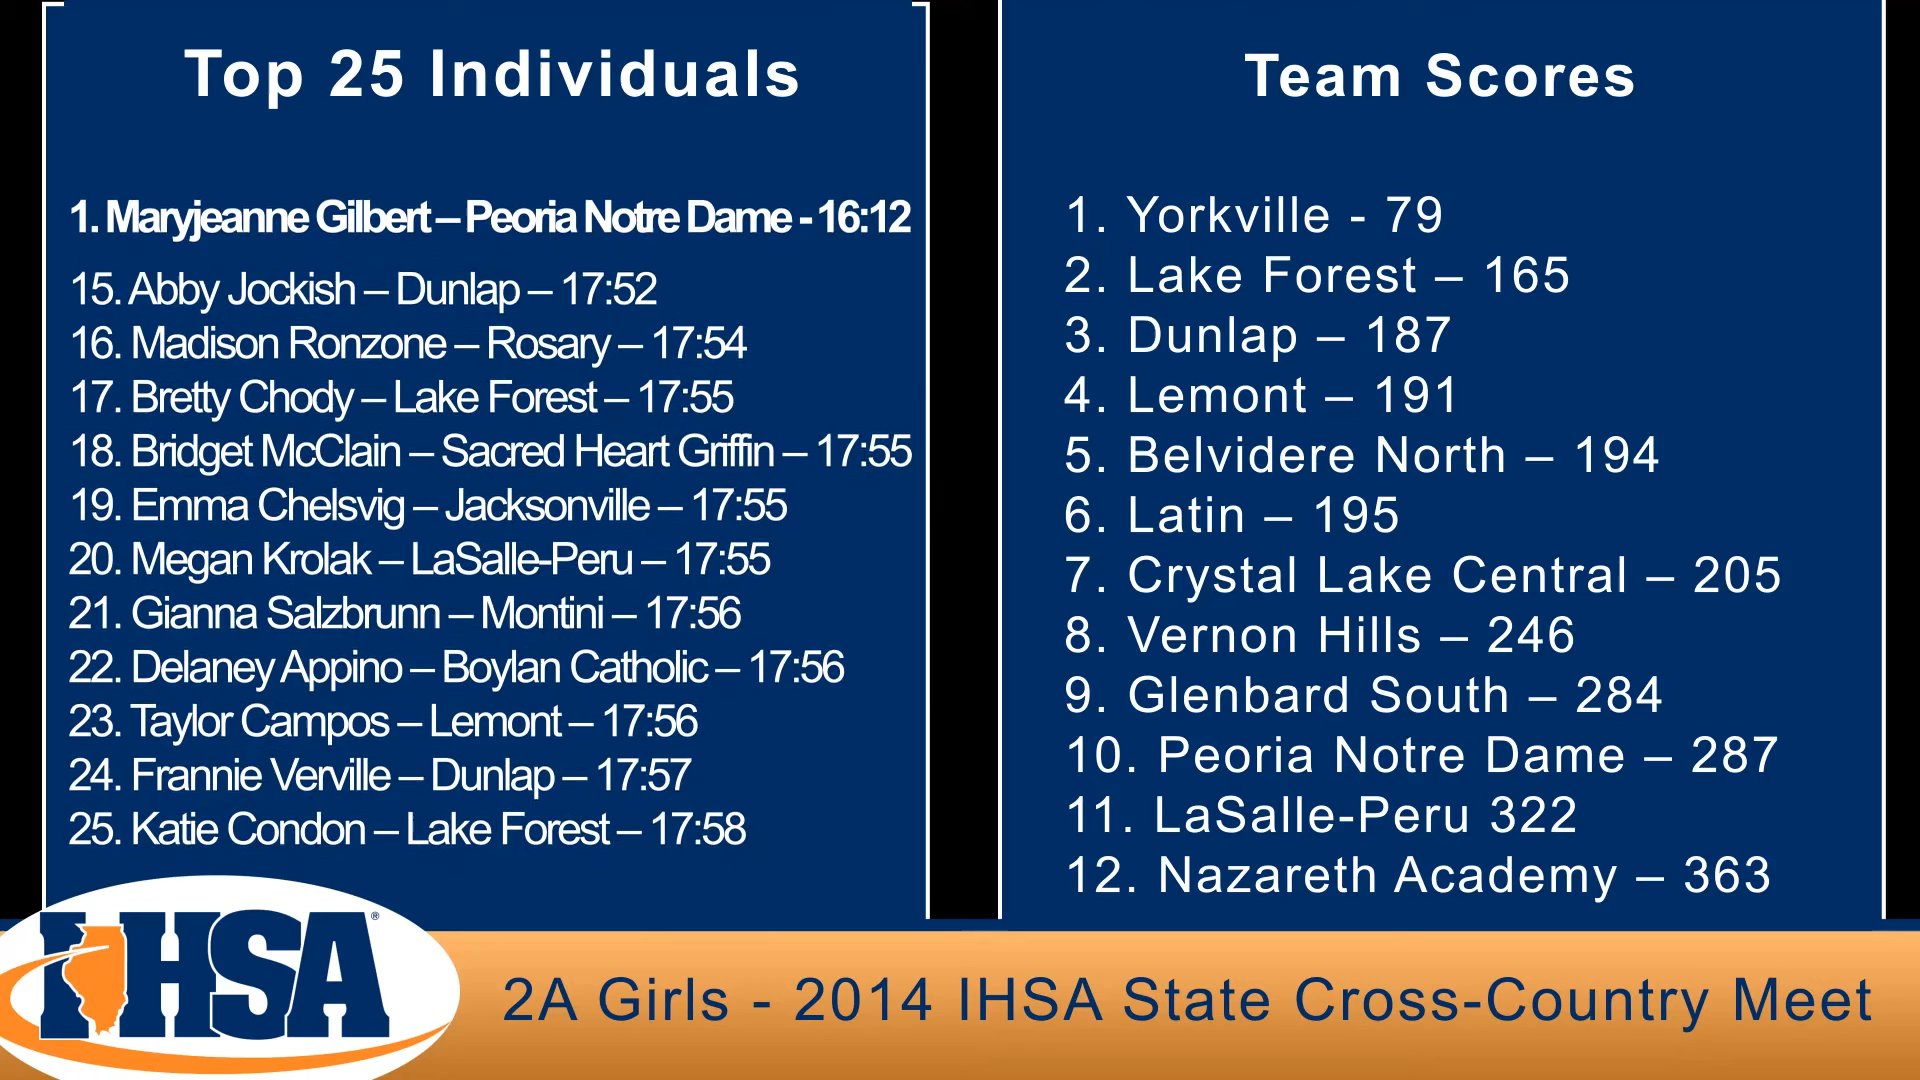 Top 25 Individuals
1. Maryjeanne Gilbert – Peoria Notre Dame - 16:12
15. Abby Jockish – Dunlap – 17:52
16. Madison Ronzone – Rosary – 17:54
17. Bretty Chody – Lake Forest – 17:55
18. Bridget McClain – Sacred Heart Griffin – 17:55
19. Emma Chelsvig – Jacksonville – 17:55
20. Megan Krolak – LaSalle-Peru – 17:55
21. Gianna Salzbrunn – Montini – 17:56
22. Delaney Appino – Boylan Catholic – 17:56
23. Taylor Campos – Lemont – 17:56
24. Frannie Verville – Dunlap – 17:57
25. Katie Condon – Lake Forest – 17:58
Team Scores
1. Yorkville - 79
2. Lake Forest – 165
3. Dunlap – 187
4. Lemont – 191
5. Belvidere North – 194
6. Latin – 195
7. Crystal Lake Central – 205
8. Vernon Hills – 246
9. Glenbard South – 284
10. Peoria Notre Dame – 287
11. LaSalle-Peru 322
12. Nazareth Academy – 363
IHSA®
2A Girls - 2014 IHSA State Cross-Country Meet